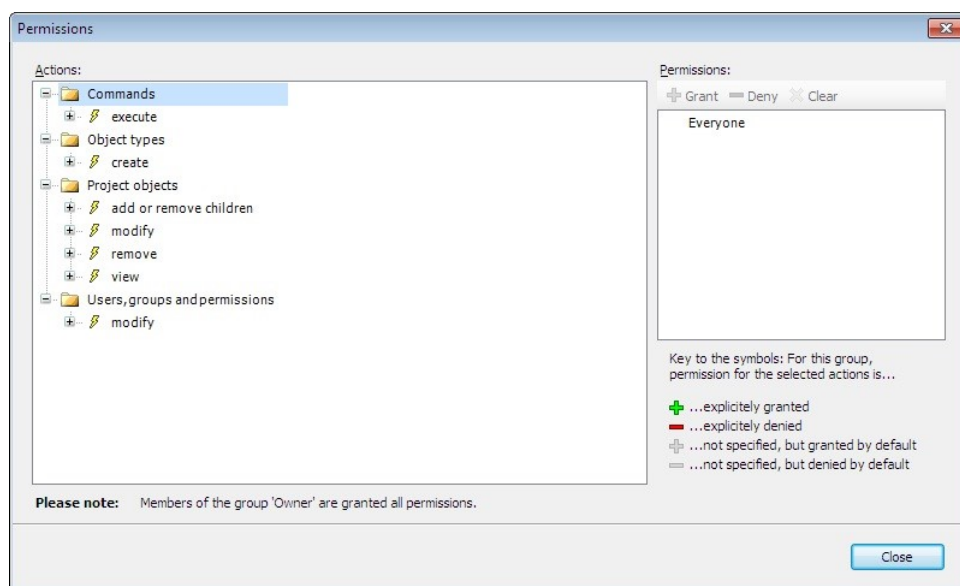 Permissions
Actions:
Commands
execute
Object types
create
Project objects
add or remove children
modify
remove
view
Users, groups and permissions
modify
Permissions:
Grant Deny Clear
Everyone
Key to the symbols: For this group,
permission for the selected actions is...
...explicitely granted
...explicitely denied
...not specified, but granted by default
...not specified, but denied by default
Please note: Members of the group 'Owner' are granted all permissions.
Close